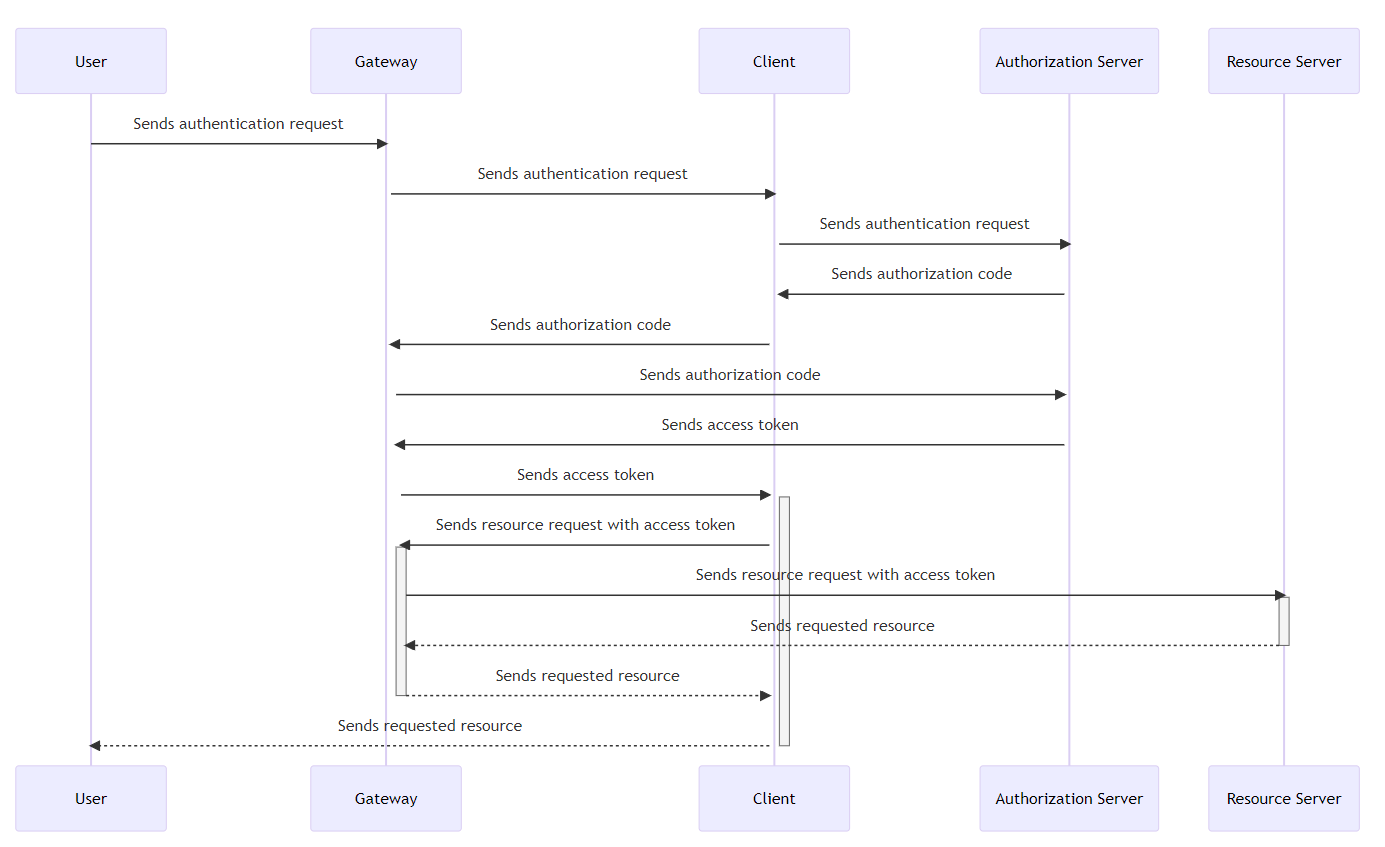 User
Gateway
Client
Authorization Server
Resource Server
Sends authentication request
Sends authentication request
Sends authentication request
Sends authorization code
Sends authorization code
Sends authorization code
Sends access token
Sends access token
Sends resource request with access token
Sends resource request with access token
Sends requested resource
Sends requested resource
Sends requested resource
User
Gateway
Client
Authorization Server
Resource Server